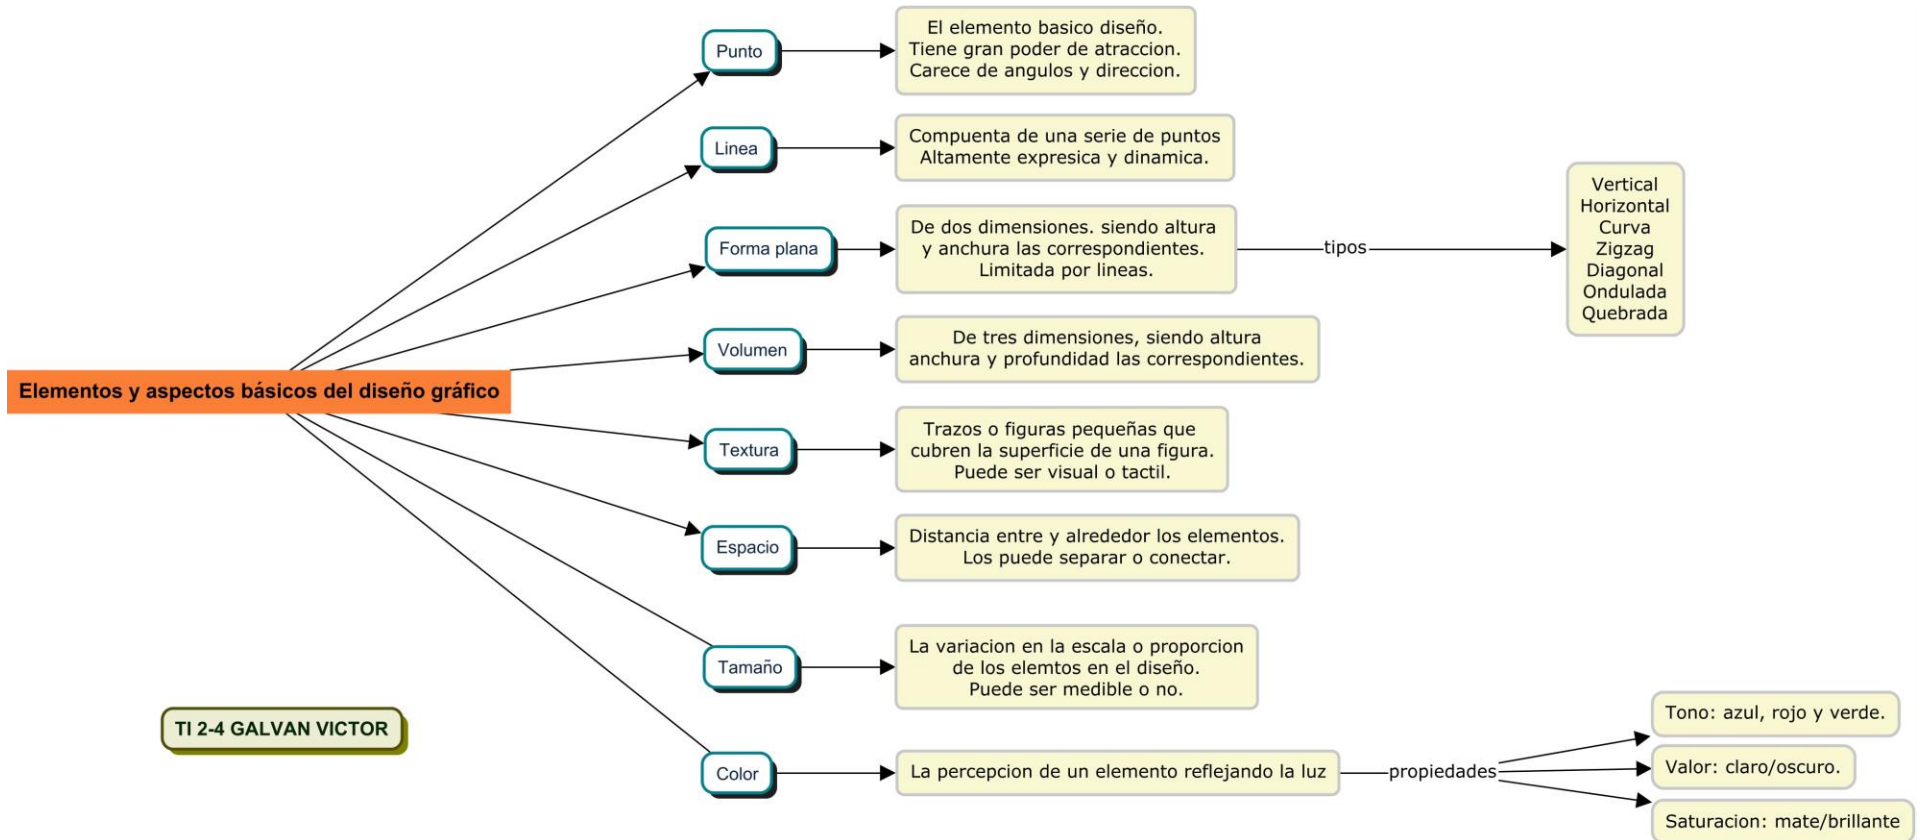 Elementos y aspectos básicos del diseño gráfico
Punto
El elemento basico diseño.
Tiene gran poder de atraccion.
Carece de angulos y direccion.
Linea
Compuenta de una serie de puntos
Altamente expresica y dinamica.
Forma plana
De dos dimensiones. siendo altura
y anchura las correspondientes.
Limitada por lineas.
tipos
Vertical
Horizontal
Curva
Zigzag
Diagonal
Ondulada
Quebrada
Volumen
De tres dimensiones, siendo altura
anchura y profundidad las correspondientes.
Textura
Trazos o figuras pequeñas que
cubren la superficie de una figura.
Puede ser visual o tactil.
Espacio
Distancia entre y alrededor los elementos.
Los puede separar o conectar.
Tamaño
La variacion en la escala o proporcion
de los elemtos en el diseño.
Puede ser medible o no.
Color
La percepcion de un elemento reflejando la luz
propiedades
Tono: azul, rojo y verde.
Valor: claro/oscuro.
Saturacion: mate/brillante
TI 2-4 GALVAN VICTOR